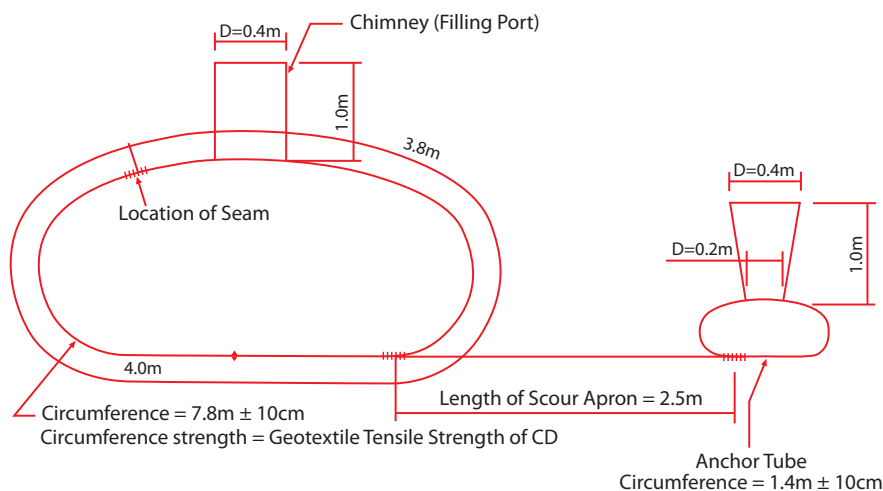 D=0.4m
Chimney (Filling Port)
1.0m
3.8m
Location of Seam
D=0.4m
D=0.2m
1.0m
4.0m
Circumference = 7.8m ± 10cm
Circumference strength = Geotextile Tensile Strength of CD
Length of Scour Apron = 2.5m
Anchor Tube
Circumference = 1.4m ± 10cm